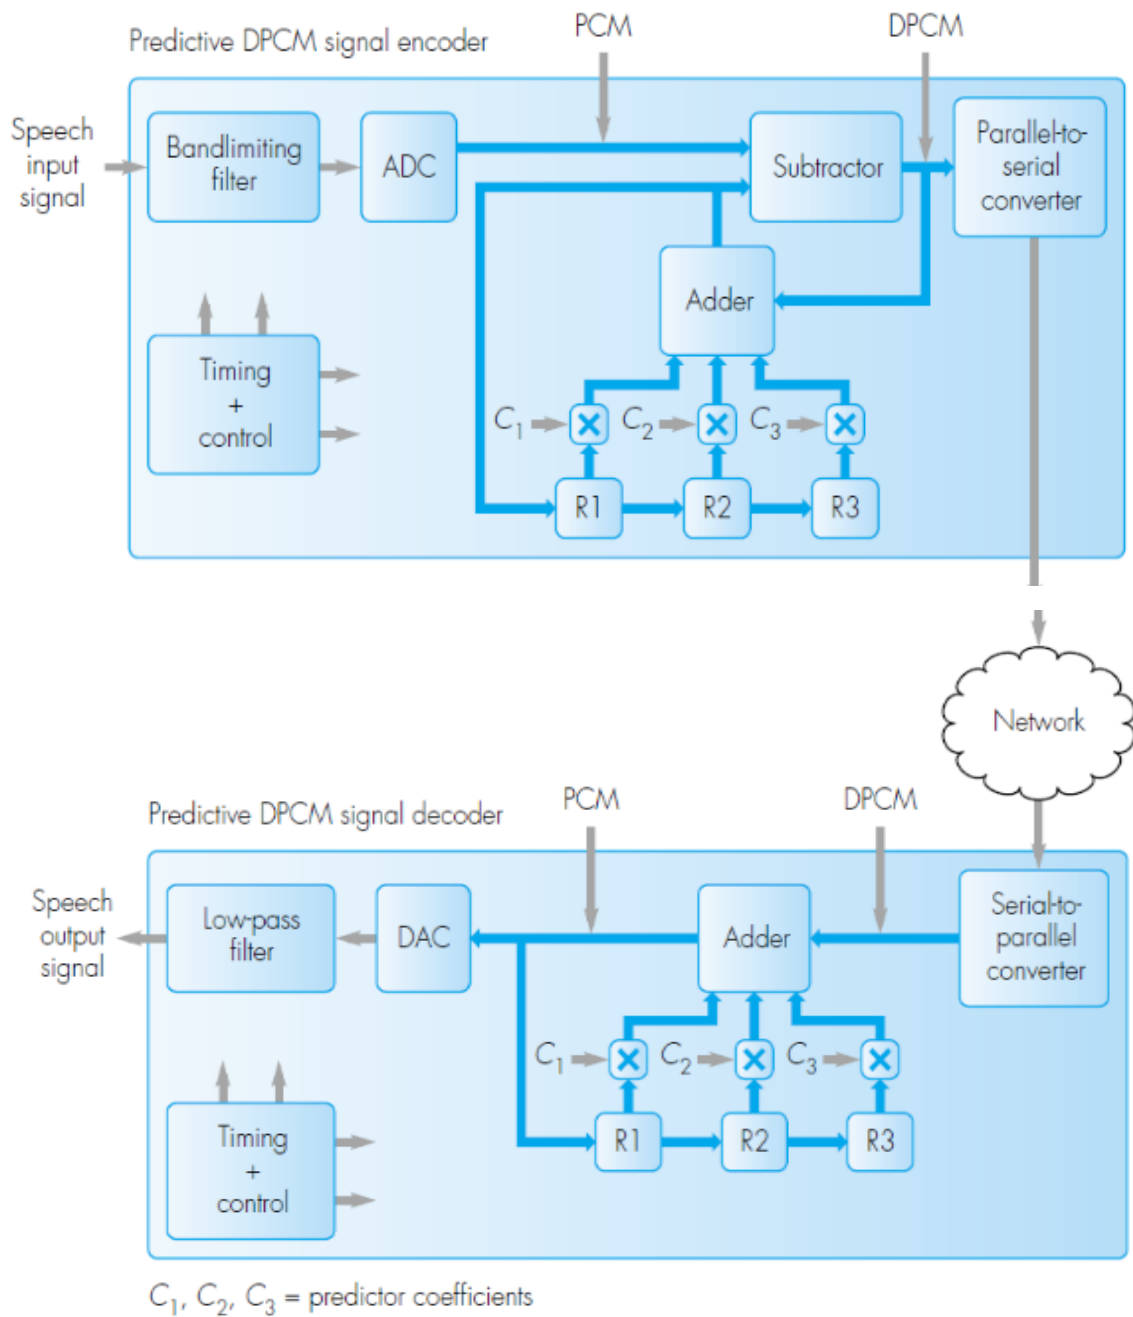 Predictive DPCM signal encoder
PCM
DPCM
Speech
input
signal
Bandlimiting
filter
ADC
Subtractor
Parallel-to-
serial
converter
Adder
Timing
+
control
C1
×
C2
×
C3
×
R1
R2
R3
Network
Predictive DPCM signal decoder
PCM
DPCM
Speech
output
signal
Low-pass
filter
DAC
Adder
Serial-to-
parallel
converter
C1
×
C2
×
C3
×
Timing
+
control
R1
R2
R3
C1, C2, C3 = predictor coefficients